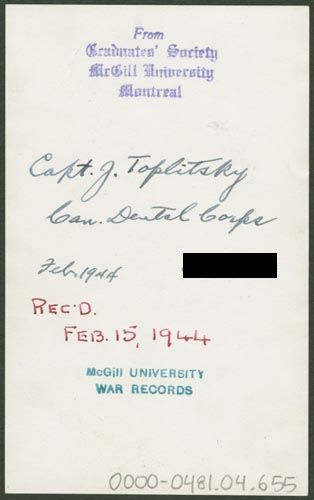 From
Graduates' Society
McGill University
Montreal
Capt. J. Toplitsky
Can. Dental Corps
Feb. 1944
REC'D.
FEB. 15, 1944
McGill UNIVERSITY
WAR RECORDS
0000-0481.04.655